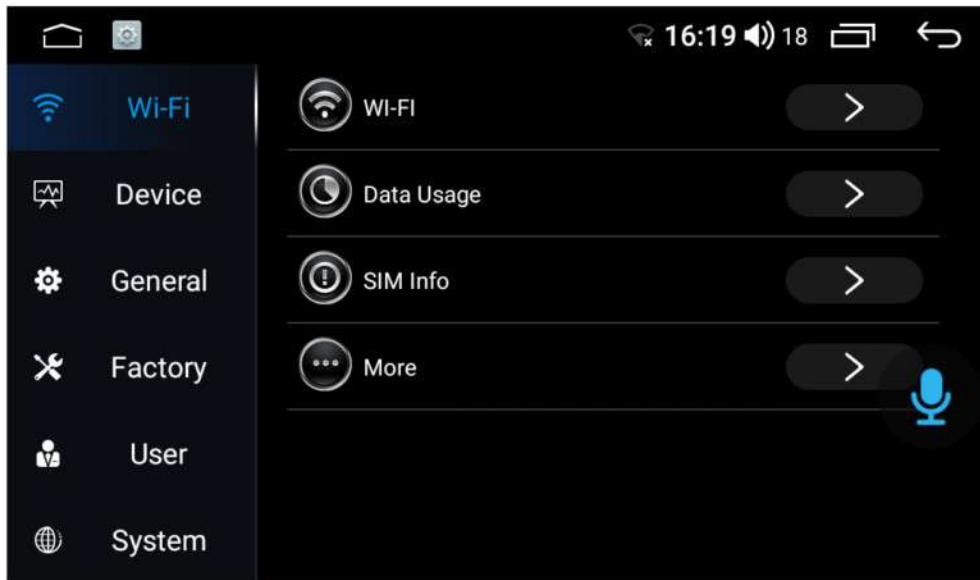 16:19 18
Wi-Fi
Device
General
Factory
User
System
WI-FI
Data Usage
SIM Info
More